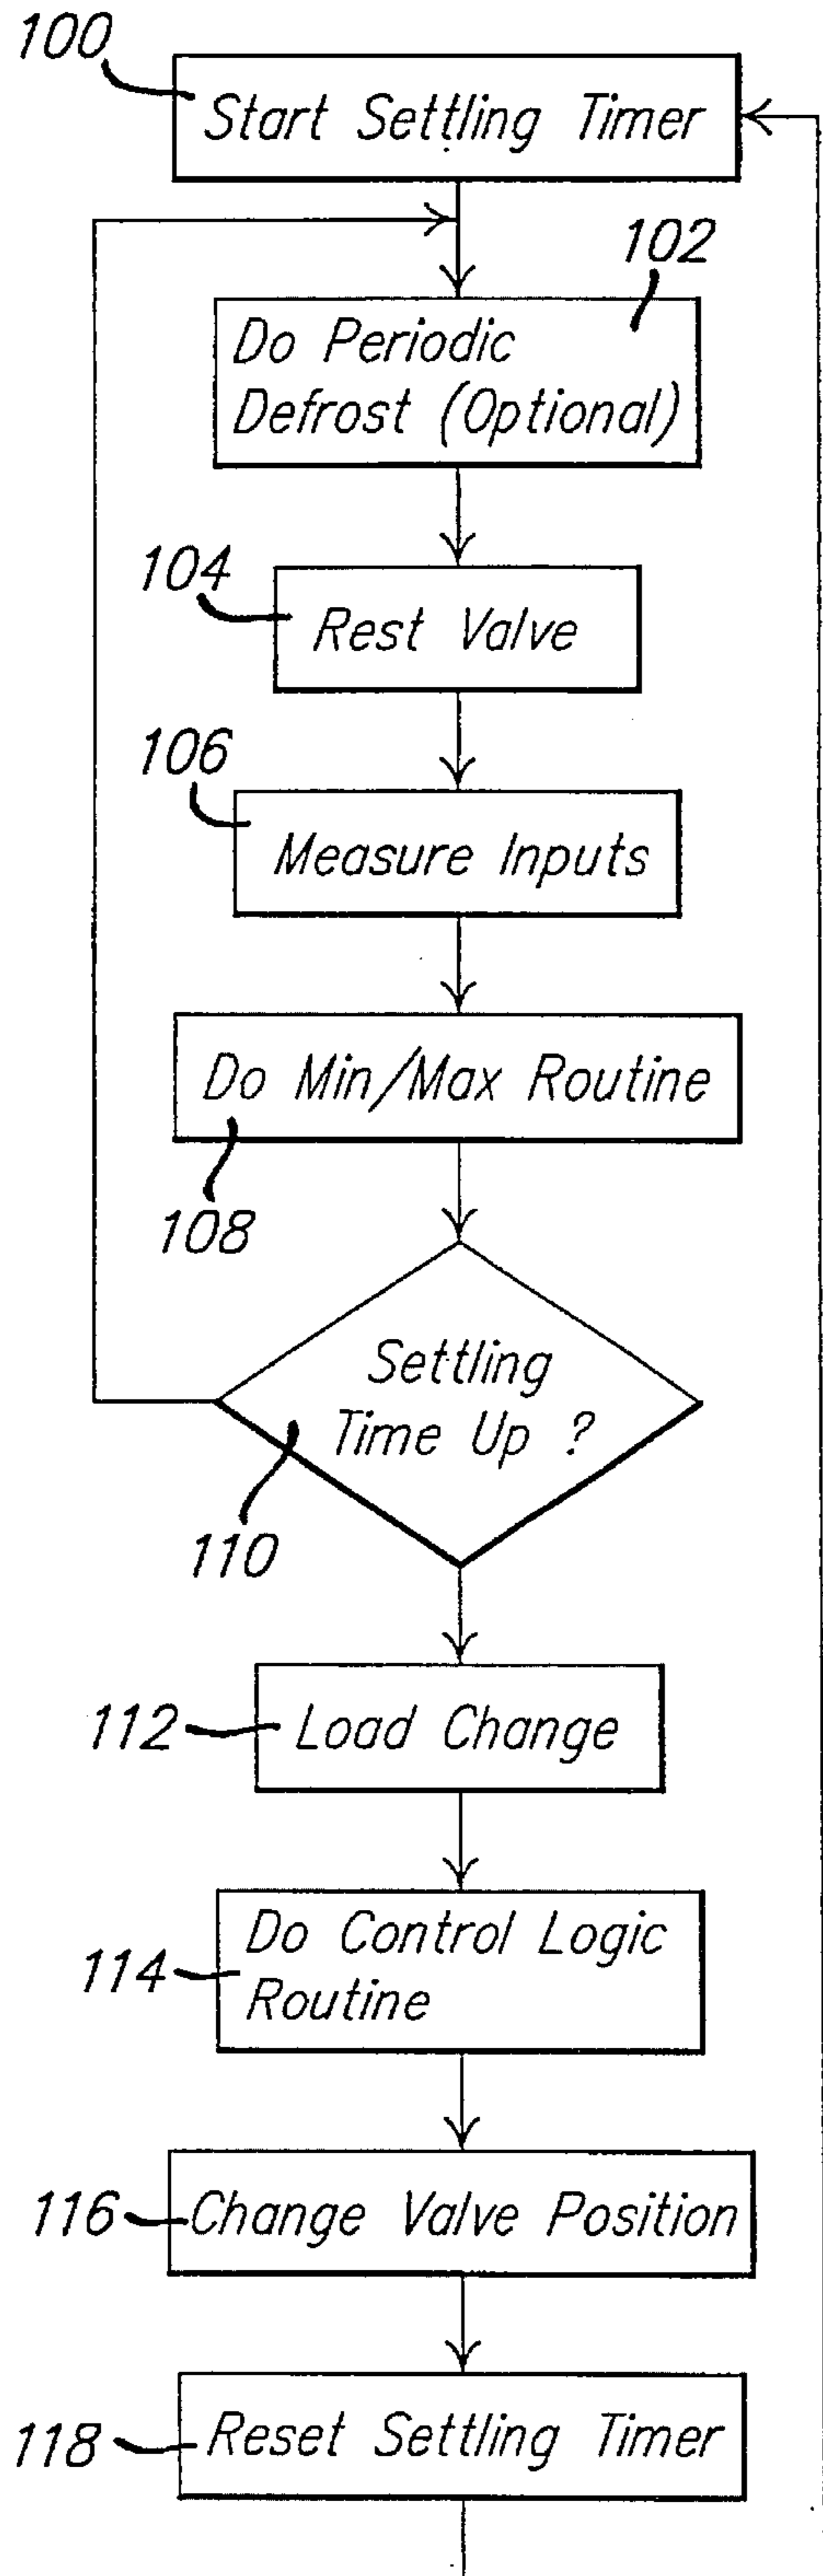 100
Start Settling Timer
102
Do Periodic
Defrost (Optional)
104
Rest Valve
106
Measure Inputs
Do Min/Max Routine
108
Settling
Time Up ?
110
112
Load Change
Do Control Logic
114
Routine
116
Change Valve Position
118
Reset Settling Timer